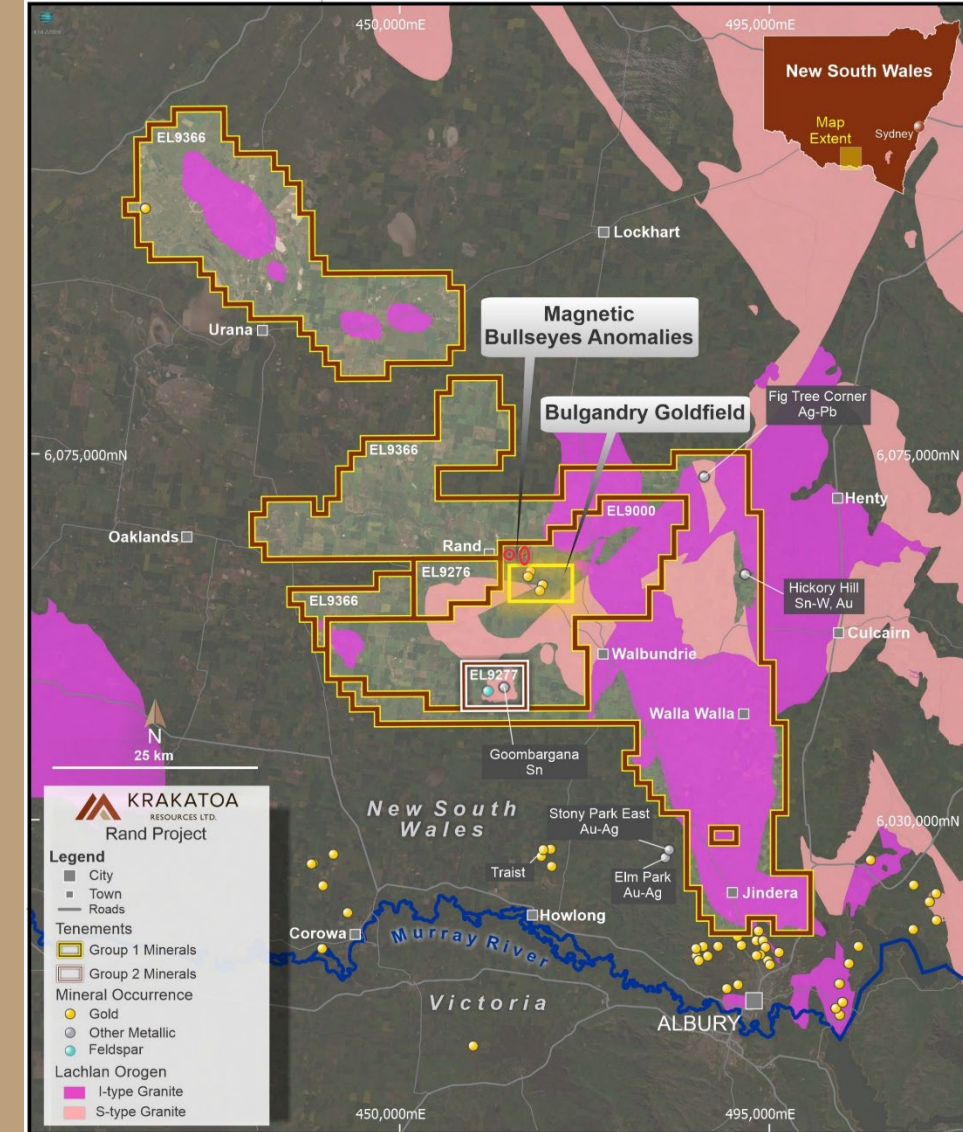 450,000mE
495,000mE
New South Wales
Map
Extent
Sydney
EL9366
Lockhart
Urana
Magnetic
Bullseyes Anomalies
Bulgandry Goldfield
Fig Tree Corner
Ag-Pb
6,075,000mN
6,075,000mN
EL9366
EL9000
Henty
Oaklands
Rand
EL9276
EL9366
Hickory Hill
Sn-W, Au
Culcairn
Walbundrie
EL9277
Walla Walla
N
25 km
Goombargana
Sn
KRAKATOA
RESOURCES LTD.
Rand Project
Legend
City
Town
Roads
Tenements
Group 1 Minerals
Group 2 Minerals
Mineral Occurrence
Gold
Other Metallic
Feldspar
Lachlan Orogen
I-type Granite
S-type Granite
New South
Wales
Stony Park East
Au-Ag
6,030,000mN
Traist
Elm Park
Au-Ag
Jindera
Howlong
Corowa
Murray River
Victoria
ALBURY
450,000mE
495,000mE